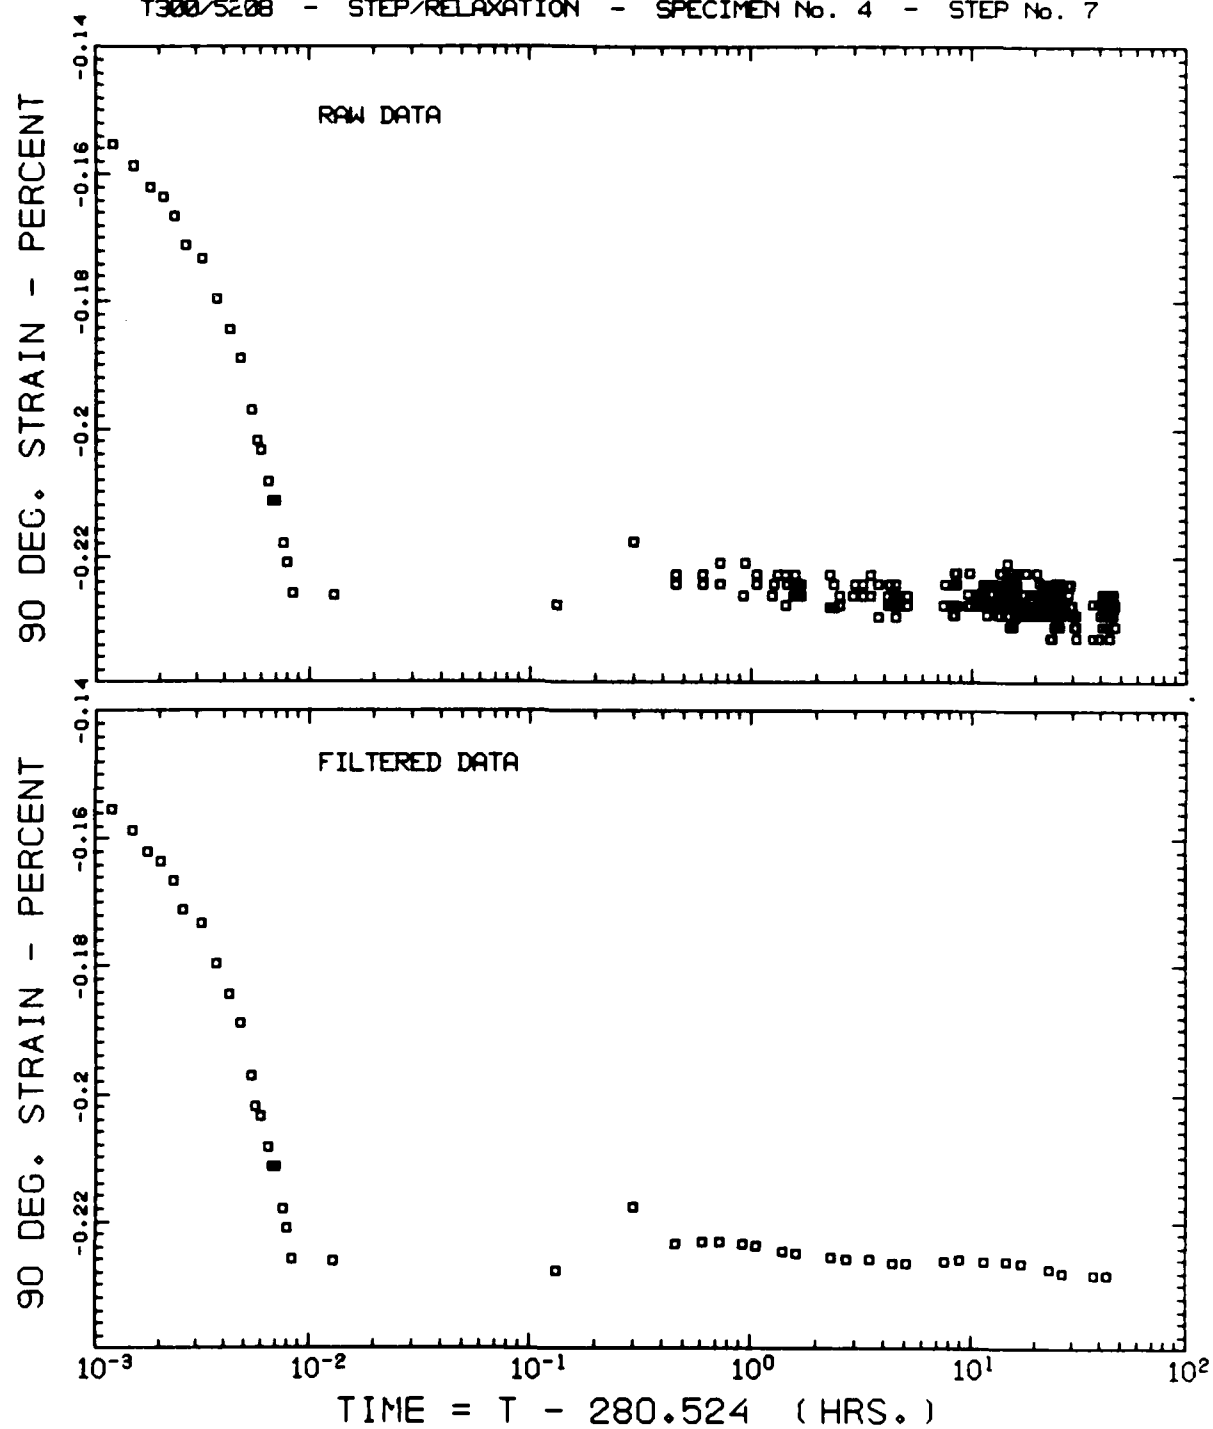 T300/5208 - STEP/RELAXATION - SPECIMEN No. 4 - STEP No. 7
-0.14
RAW DATA
-0.16
-0.18
-0.2
-0.22
90 DEG. STRAIN - PERCENT
-0.14
FILTERED DATA
-0.16
-0.18
-0.2
-0.22
90 DEG. STRAIN - PERCENT
10⁻³ 10⁻² 10⁻¹ 10⁰ 10¹ 10²
TIME = T - 280.524 (HRS.)